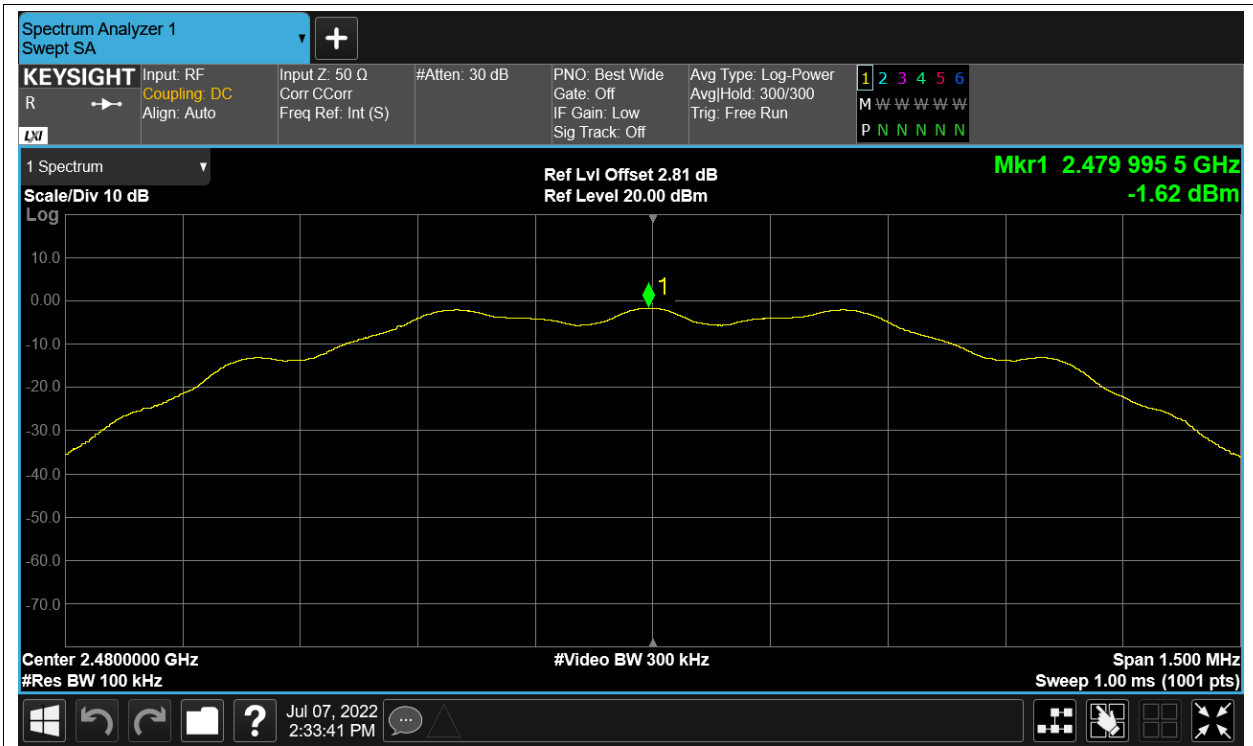 Spectrum Analyzer 1
Swept SA
KEYSIGHT
R
LXI
Input: RF
Coupling: DC
Align: Auto
Input Z: 50 Ω
Corr CCorr
Freq Ref: Int (S)
#Atten: 30 dB
PNO: Best Wide
Gate: Off
IF Gain: Low
Sig Track: Off
Avg Type: Log-Power
Avg|Hold: 300/300
Trig: Free Run
1 2 3 4 5 6
M W W W W W W
P N N N N N N
1 Spectrum
Scale/Div 10 dB
Log
Ref Lvl Offset 2.81 dB
Ref Level 20.00 dBm
Mkr1 2.479 995 5 GHz
-1.62 dBm
1
10.0
0.00
-10.0
-20.0
-30.0
-40.0
-50.0
-60.0
-70.0
Center 2.4800000 GHz
#Res BW 100 kHz
#Video BW 300 kHz
Span 1.500 MHz
Sweep 1.00 ms (1001 pts)
?
Jul 07, 2022
2:33:41 PM